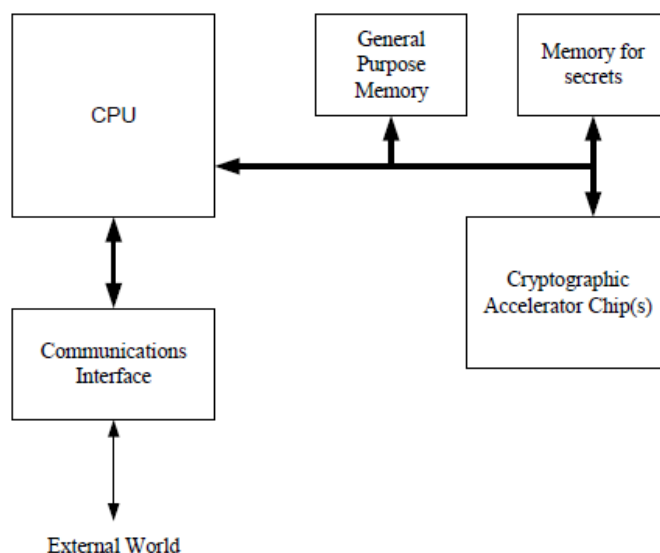 General
Purpose
Memory
Memory for
secrets
CPU
Cryptographic
Accelerator Chip(s)
Communications
Interface
External World